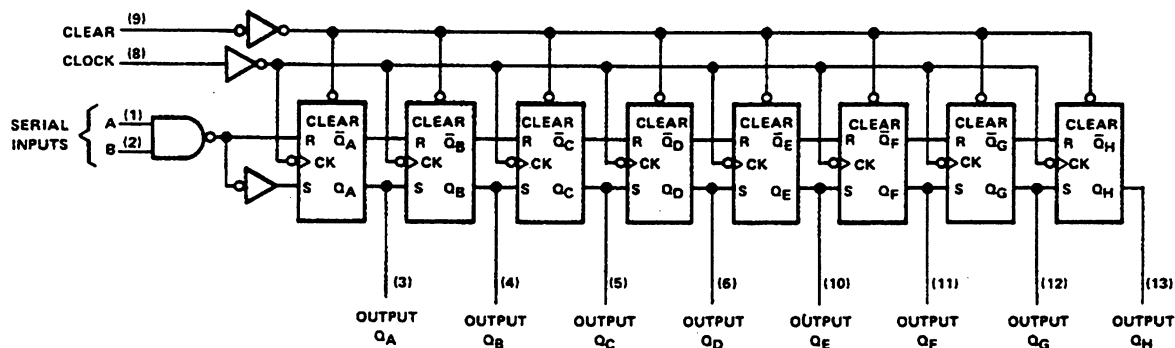 CLEAR (9)
CLOCK (8)
SERIAL INPUTS
A (1)
B (2)
CLEAR R Q̄A CK S QA
CLEAR R Q̄B CK S QB
CLEAR R Q̄C CK S QC
CLEAR R Q̄D CK S QD
CLEAR R Q̄E CK S QE
CLEAR R Q̄F CK S QF
CLEAR R Q̄G CK S QG
CLEAR R Q̄H CK S QH
(3) (4) (5) (6) (10) (11) (12) (13)
OUTPUT OUTPUT OUTPUT OUTPUT OUTPUT OUTPUT OUTPUT OUTPUT
QA QB QC QD QE QF QG QH